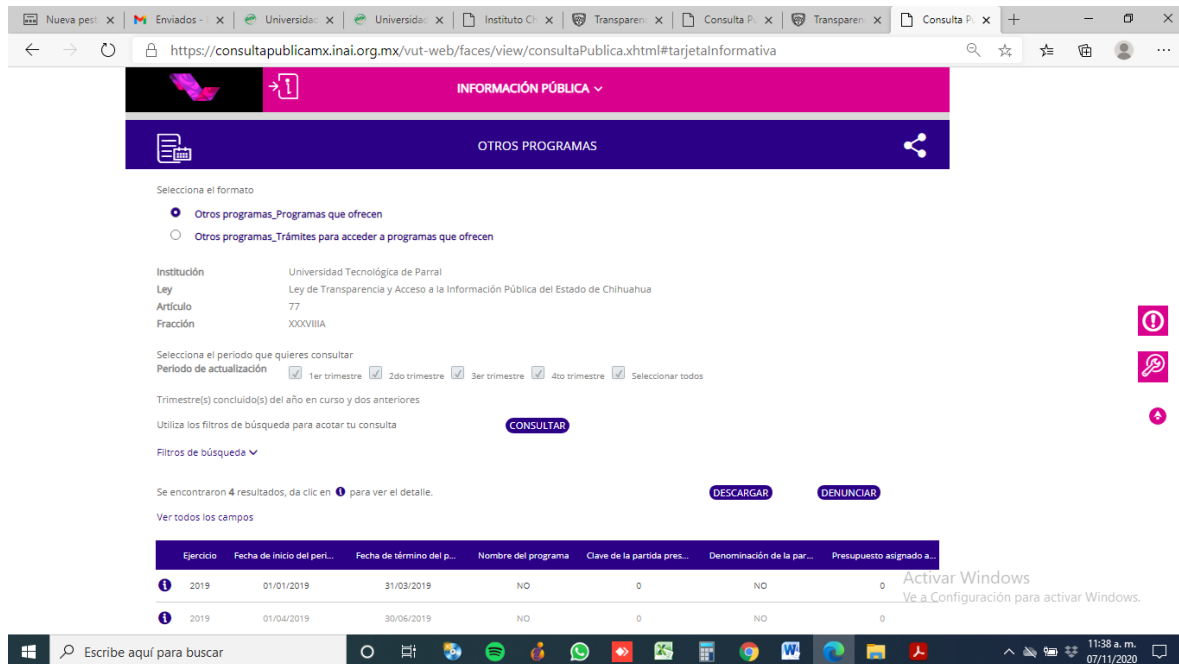 Nueva pest
Enviados -
Universidad
Universidad
Instituto Ch
Transparenc
Consulta Pú
Transparenc
Consulta Pú
https://consultapublicamx.inai.org.mx/vut-web/faces/view/consultaPublica.xhtml#tarjetaInformativa
INFORMACIÓN PÚBLICA
OTROS PROGRAMAS
Selecciona el formato
Otros programas_Programas que ofrecen
Otros programas_Trámites para acceder a programas que ofrecen
Institución Universidad Tecnológica de Parral
Ley Ley de Transparencia y Acceso a la Información Pública del Estado de Chihuahua
Artículo 77
Fracción XXXVIIIA
Selecciona el periodo que quieres consultar
Periodo de actualización 1er trimestre 2do trimestre 3er trimestre 4to trimestre Seleccionar todos
Trimestre(s) concluido(s) del año en curso y dos anteriores
Utiliza los filtros de búsqueda para acotar tu consulta CONSULTAR
Filtros de búsqueda
Se encontraron 4 resultados, da clic en i para ver el detalle. DESCARGAR DENUNCIAR
Ver todos los campos
Ejercicio Fecha de inicio del peri... Fecha de término del p... Nombre del programa Clave de la partida pres... Denominación de la par... Presupuesto asignado a...
2019 01/01/2019 31/03/2019 NO 0 NO 0
2019 01/04/2019 30/06/2019 NO 0 NO 0
Activar Windows
Ve a Configuración para activar Windows.
Escribe aquí para buscar
11:38 a. m.
07/11/2020